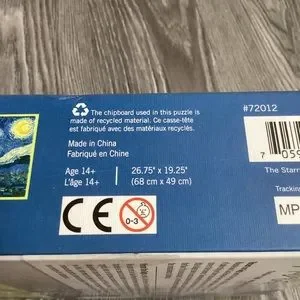 The chipboard used in this puzzle is
made of recycled material. Ce casse-tête
est fabriqué avec des matériaux recyclés.
#72012
Made in China
Fabriqué en Chine
7 059
Age 14+ 26.75" x 19.25"
L'âge 14+ (68 cm x 49 cm)
The Starr
Trackin
CE
0-3
MP